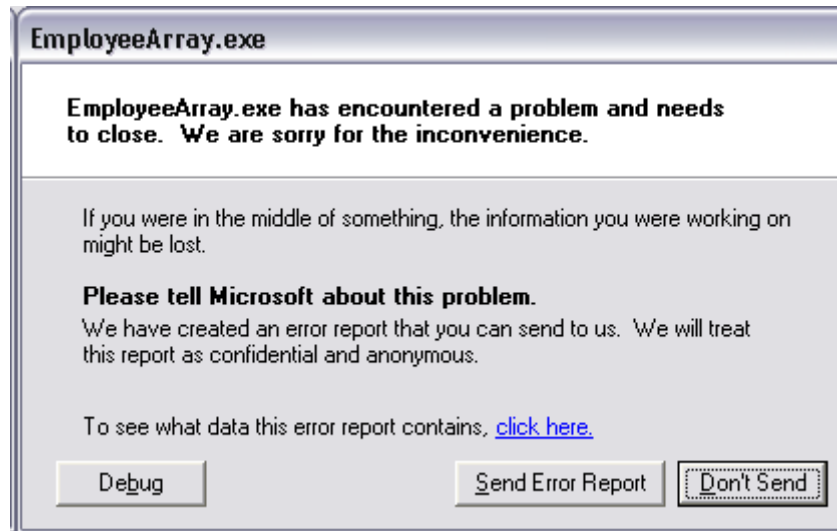 EmployeeArray.exe
EmployeeArray.exe has encountered a problem and needs
to close.  We are sorry for the inconvenience.
If you were in the middle of something, the information you were working on
might be lost.
Please tell Microsoft about this problem.
We have created an error report that you can send to us.  We will treat
this report as confidential and anonymous.
To see what data this error report contains, click here.
Debug
Send Error Report
Don't Send